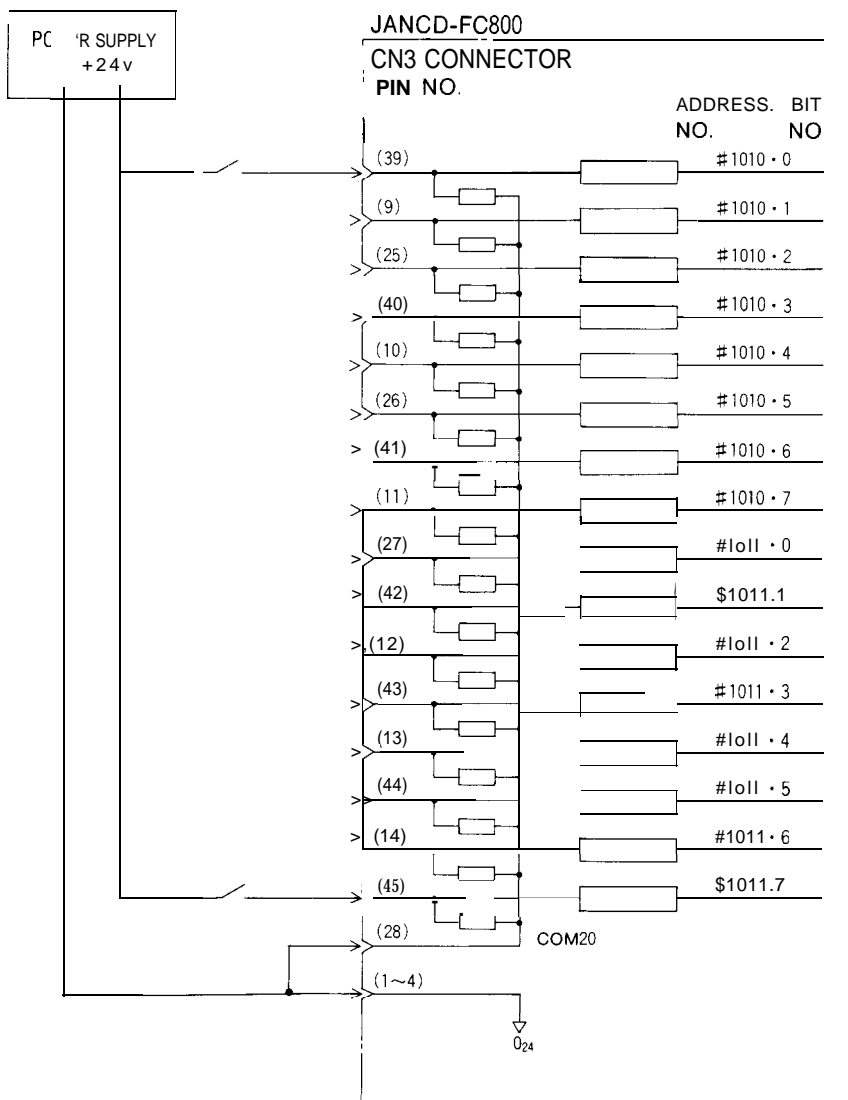 JANCD-FC800
PC 'R SUPPLY
+24v
CN3 CONNECTOR
PIN NO.
ADDRESS. BIT
NO. NO
(39) #1010・0
(9) #1010・1
(25) #1010・2
(40) #1010・3
(10) #1010・4
(26) #1010・5
(41) #1010・6
(11) #1010・7
(27) #loll・0
(42) $1011.1
(12) #loll・2
(43) #1011・3
(13) #loll・4
(44) #loll・5
(14) #1011・6
(45) $1011.7
(28)
COM20
(1~4)
024